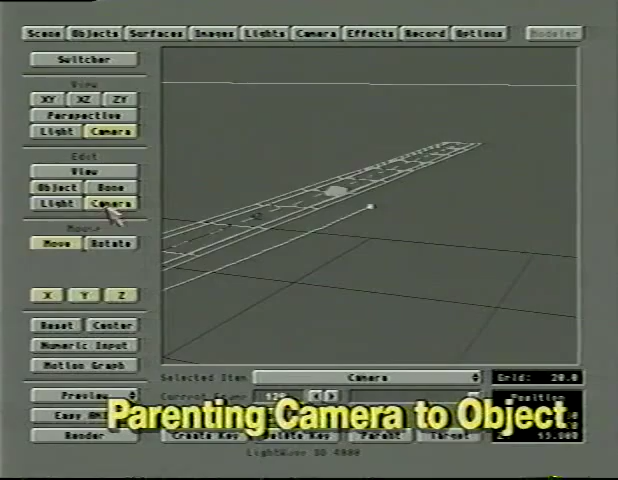 Scene Objects Surfaces Images Lights Camera Effects Record Options Modeler
Switcher
View
XY XZ ZY
Perspective
Light Camera
Edit
View
Object Bone
Light Camera
Mouse
Move Rotate
X Y Z
Reset Center
Numeric Input
Motion Graph
Selected Item Camera Grid: 20.0
Preview
Position
Parenting Camera to Object
Render Create Key Delete Key Parent Target
LightWave 3D